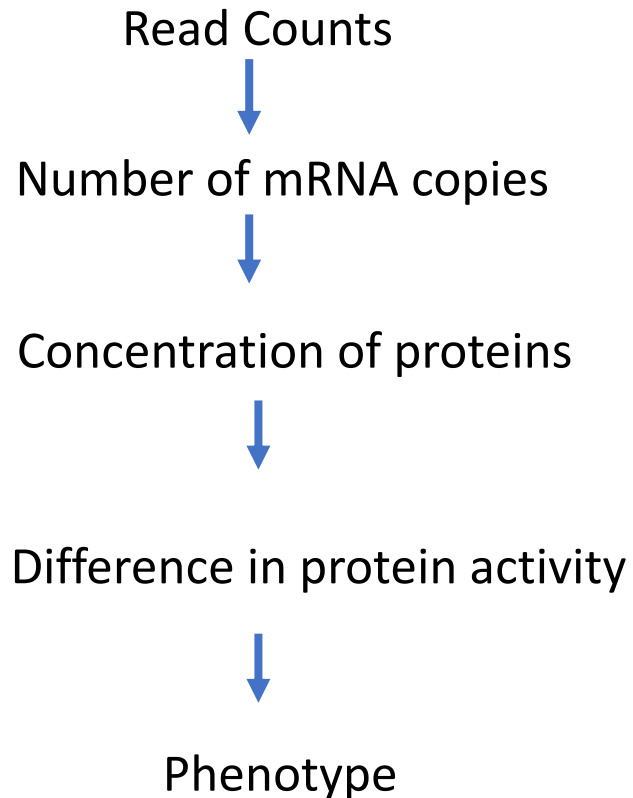 Read Counts
Number of mRNA copies
Concentration of proteins
Difference in protein activity
Phenotype